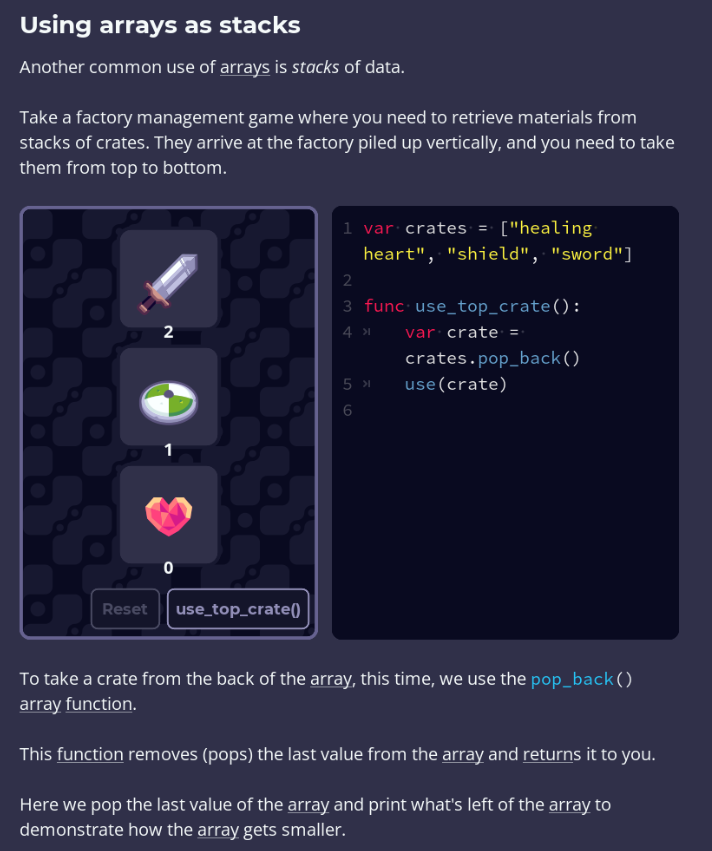 Using arrays as stacks
Another common use of arrays is stacks of data.
Take a factory management game where you need to retrieve materials from
stacks of crates. They arrive at the factory piled up vertically, and you need to take
them from top to bottom.
2
1
0
Reset
use_top_crate()
1 var crates = ["healing
heart", "shield", "sword"]
2
3 func use_top_crate():
4 var crate =
crates.pop_back()
5 use(crate)
6
To take a crate from the back of the array, this time, we use the pop_back()
array function.
This function removes (pops) the last value from the array and returns it to you.
Here we pop the last value of the array and print what's left of the array to
demonstrate how the array gets smaller.